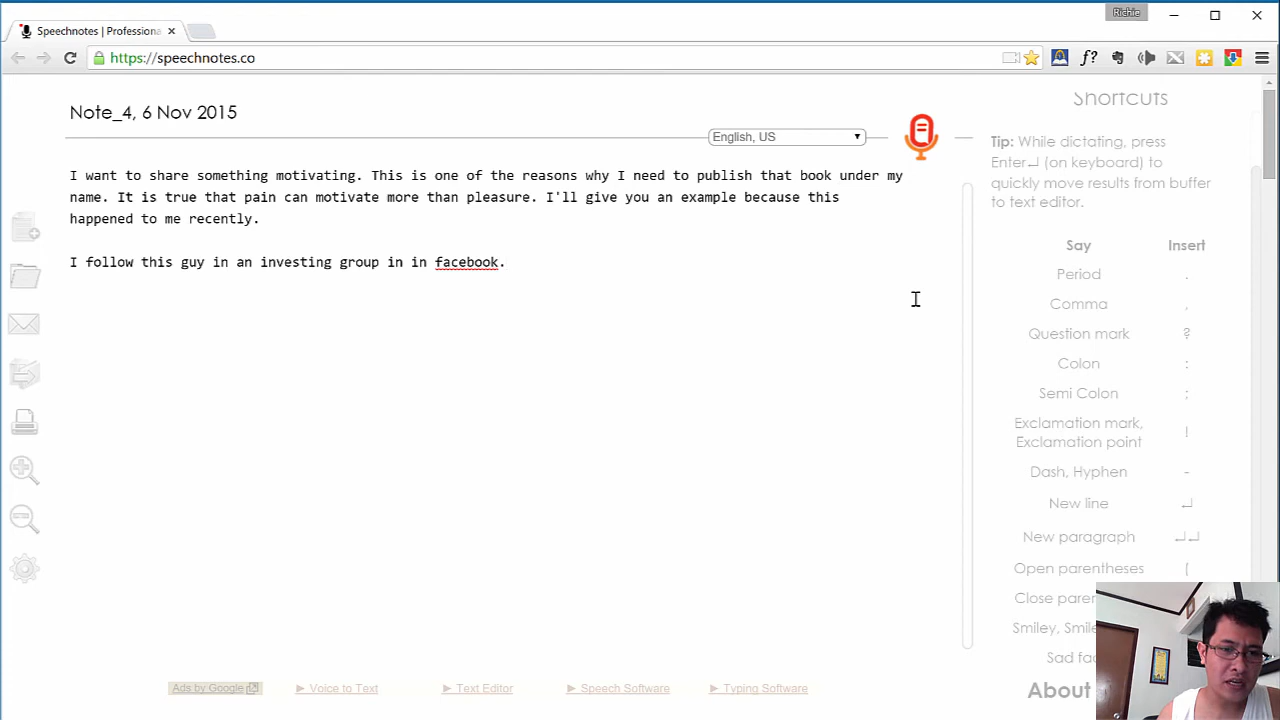 Richie
Speechnotes | Professiona
https://speechnotes.co
f?
Note_4, 6 Nov 2015
English, US
I want to share something motivating. This is one of the reasons why I need to publish that book under my
name. It is true that pain can motivate more than pleasure. I'll give you an example because this
happened to me recently.
I follow this guy in an investing group in in facebook.
Shortcuts
Tip: While dictating, press
Enter↵ (on keyboard) to
quickly move results from buffer
to text editor.
Say Insert
Period .
Comma ,
Question mark ?
Colon :
Semi Colon ;
Exclamation mark,
Exclamation point !
Dash, Hyphen -
New line ↵
New paragraph ↵↵
Open parentheses (
Close paren
Smiley, Smil
Sad fa
About
Ads by Google
► Voice to Text
► Text Editor
► Speech Software
► Typing Software